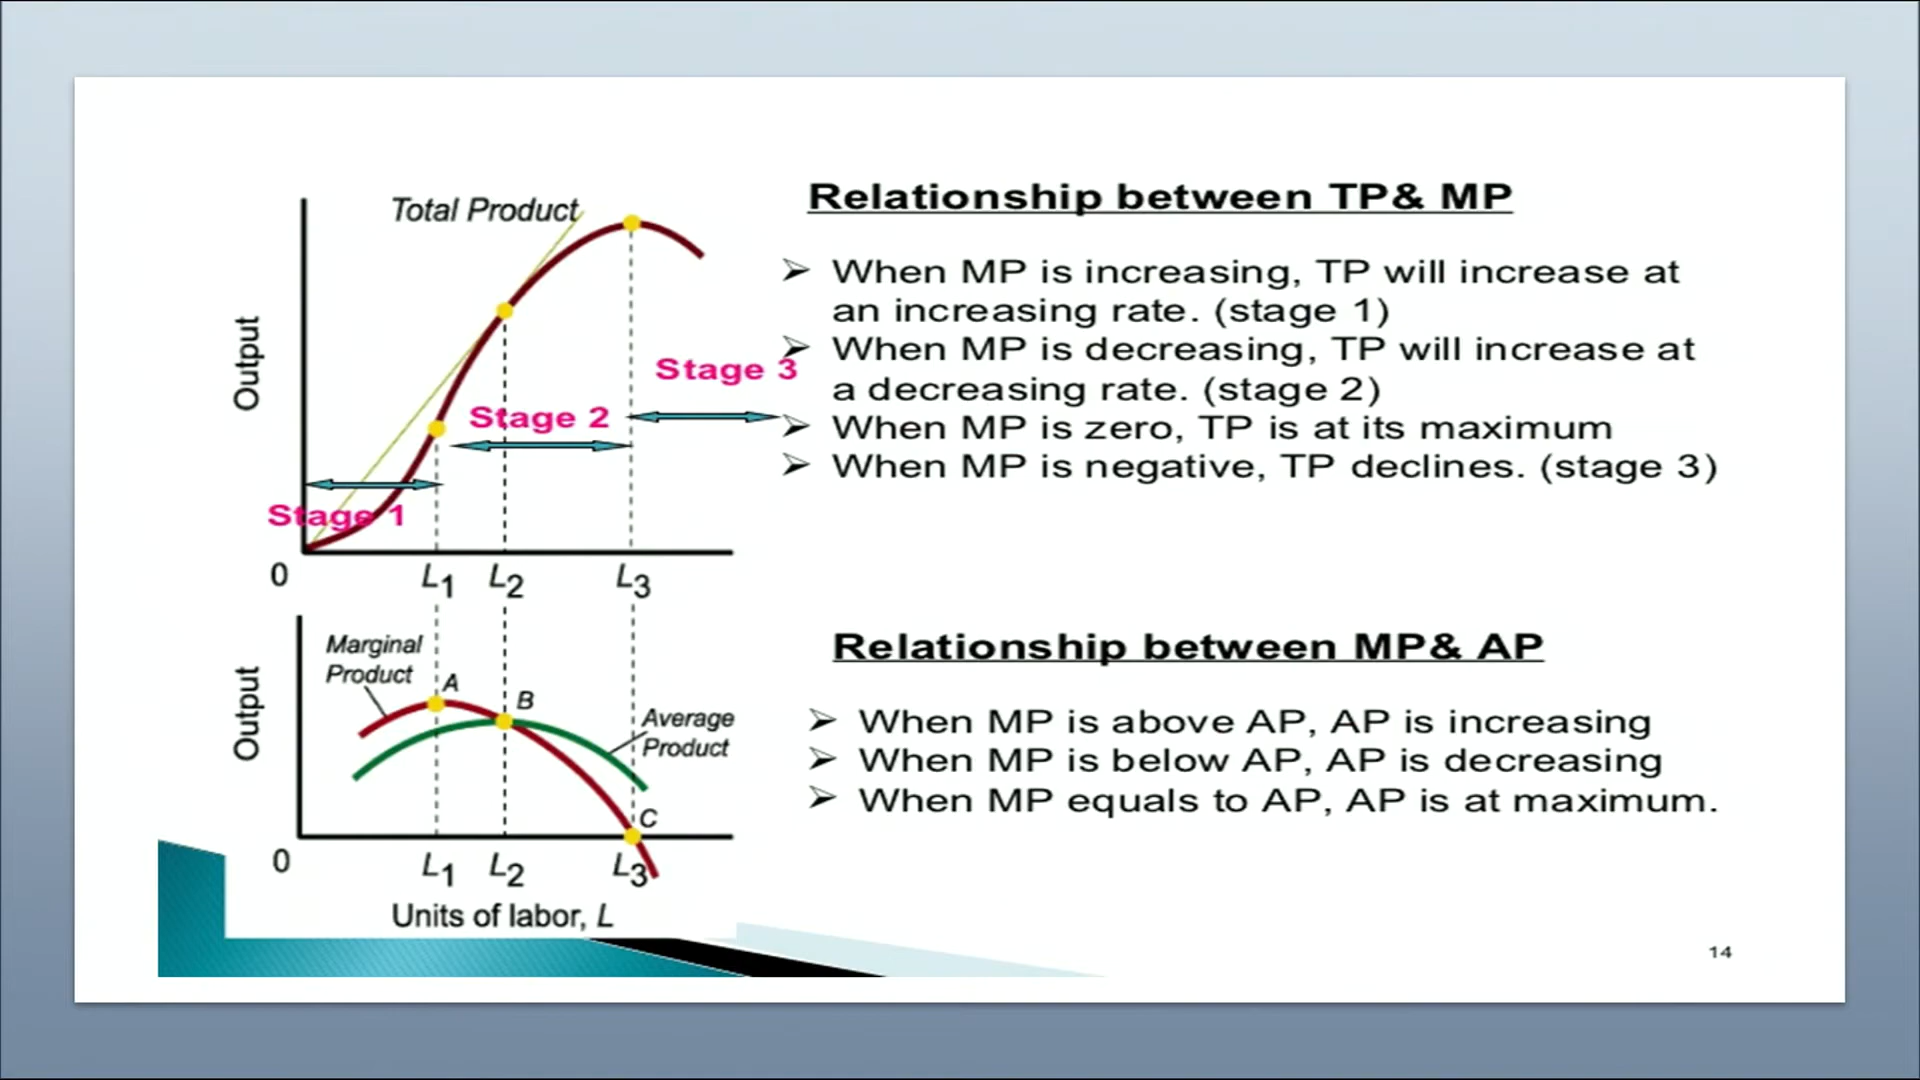 Total Product
Output
Stage 1
Stage 2
Stage 3
0
L1 L2 L3
Marginal
Product
A
B
Average
Product
C
Output
0
L1 L2 L3
Units of labor, L
Relationship between TP& MP
➢ When MP is increasing, TP will increase at
an increasing rate. (stage 1)
➢ When MP is decreasing, TP will increase at
a decreasing rate. (stage 2)
➢ When MP is zero, TP is at its maximum
➢ When MP is negative, TP declines. (stage 3)
Relationship between MP& AP
➢ When MP is above AP, AP is increasing
➢ When MP is below AP, AP is decreasing
➢ When MP equals to AP, AP is at maximum.
14